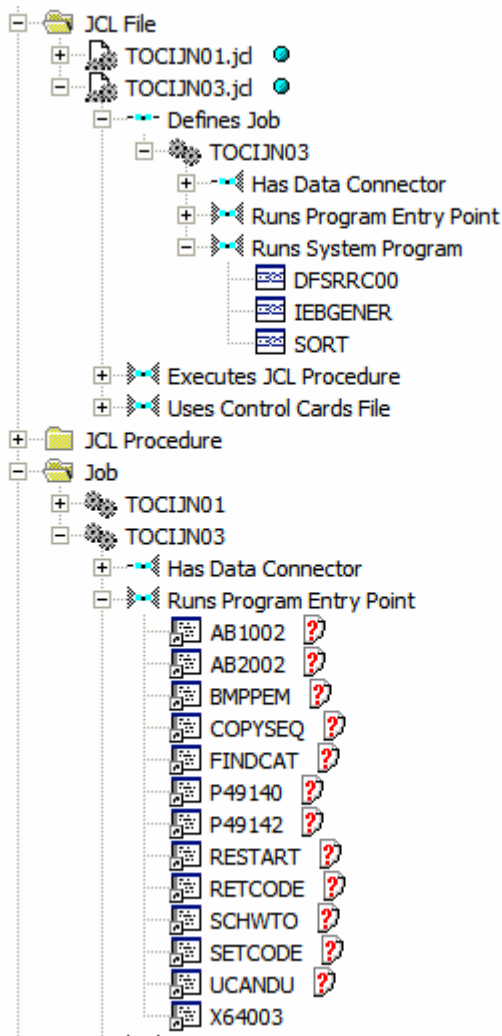 JCL File
TOCIJN01.jcl
TOCIJN03.jcl
Defines Job
TOCIJN03
Has Data Connector
Runs Program Entry Point
Runs System Program
DFSRRC00
IEBGENER
SORT
Executes JCL Procedure
Uses Control Cards File
JCL Procedure
Job
TOCIJN01
TOCIJN03
Has Data Connector
Runs Program Entry Point
AB1002
AB2002
BMPPEM
COPYSEQ
FINDCAT
P49140
P49142
RESTART
RETCODE
SCHWTO
SETCODE
UCANDU
X64003